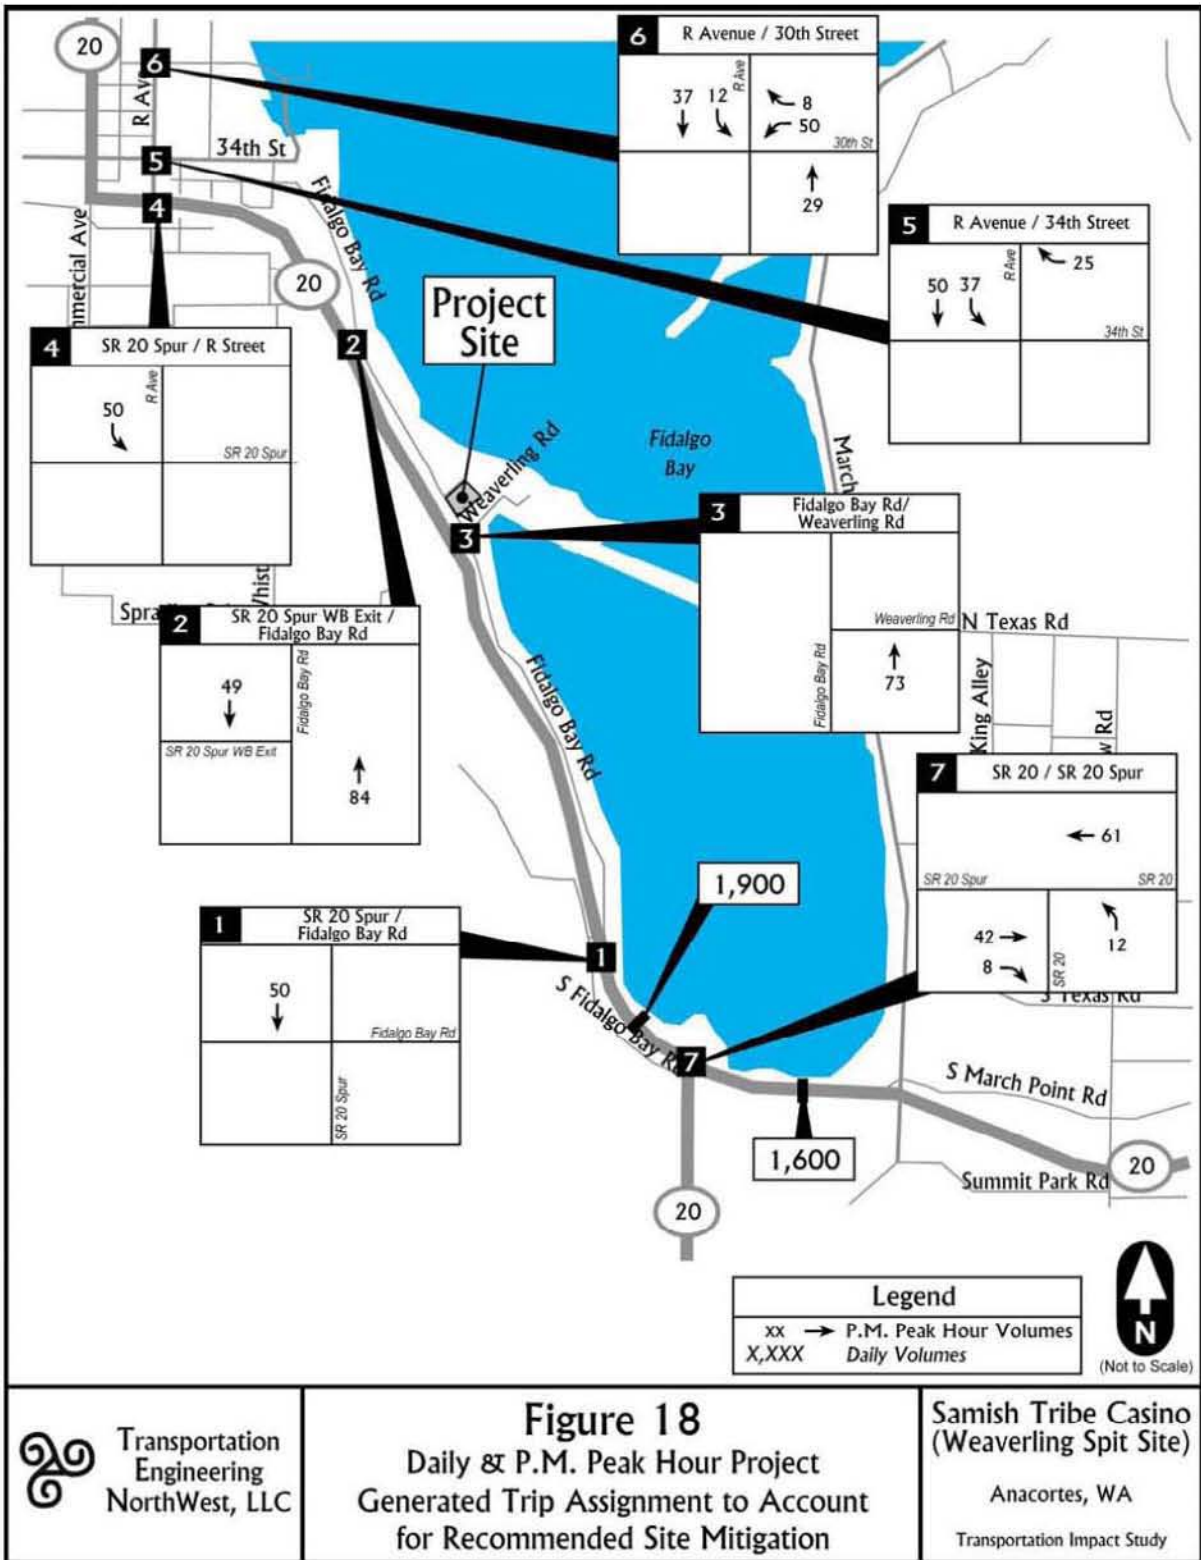 20
6
R Ave
5
34th St
4
mmercial Ave
Fidalgo Bay Rd
20
2
Project
Site
Weaverling Rd
3
Fidalgo
Bay
March
6
R Avenue / 30th Street
37
12
R Ave
8
50
30th St
29
5
R Avenue / 34th Street
50
37
R Ave
25
34th St
4
SR 20 Spur / R Street
50
R Ave
SR 20 Spur
3
Fidalgo Bay Rd/
Weaverling Rd
Weaverling Rd
Fidalgo Bay Rd
73
N Texas Rd
King Alley
w Rd
Spra
Whist
2
SR 20 Spur WB Exit /
Fidalgo Bay Rd
49
Fidalgo Bay Rd
SR 20 Spur WB Exit
84
Fidalgo Bay Rd
7
SR 20 / SR 20 Spur
61
SR 20 Spur
SR 20
42
8
SR 20
12
S Texas Rd
1
SR 20 Spur /
Fidalgo Bay Rd
50
Fidalgo Bay Rd
SR 20 Spur
1
1,900
S Fidalgo Bay Rd
7
S March Point Rd
1,600
20
Summit Park Rd
20
Legend
xx P.M. Peak Hour Volumes
X,XXX Daily Volumes
N
(Not to Scale)
Transportation
Engineering
NorthWest, LLC
Figure 18
Daily & P.M. Peak Hour Project
Generated Trip Assignment to Account
for Recommended Site Mitigation
Samish Tribe Casino
(Weaverling Spit Site)
Anacortes, WA
Transportation Impact Study